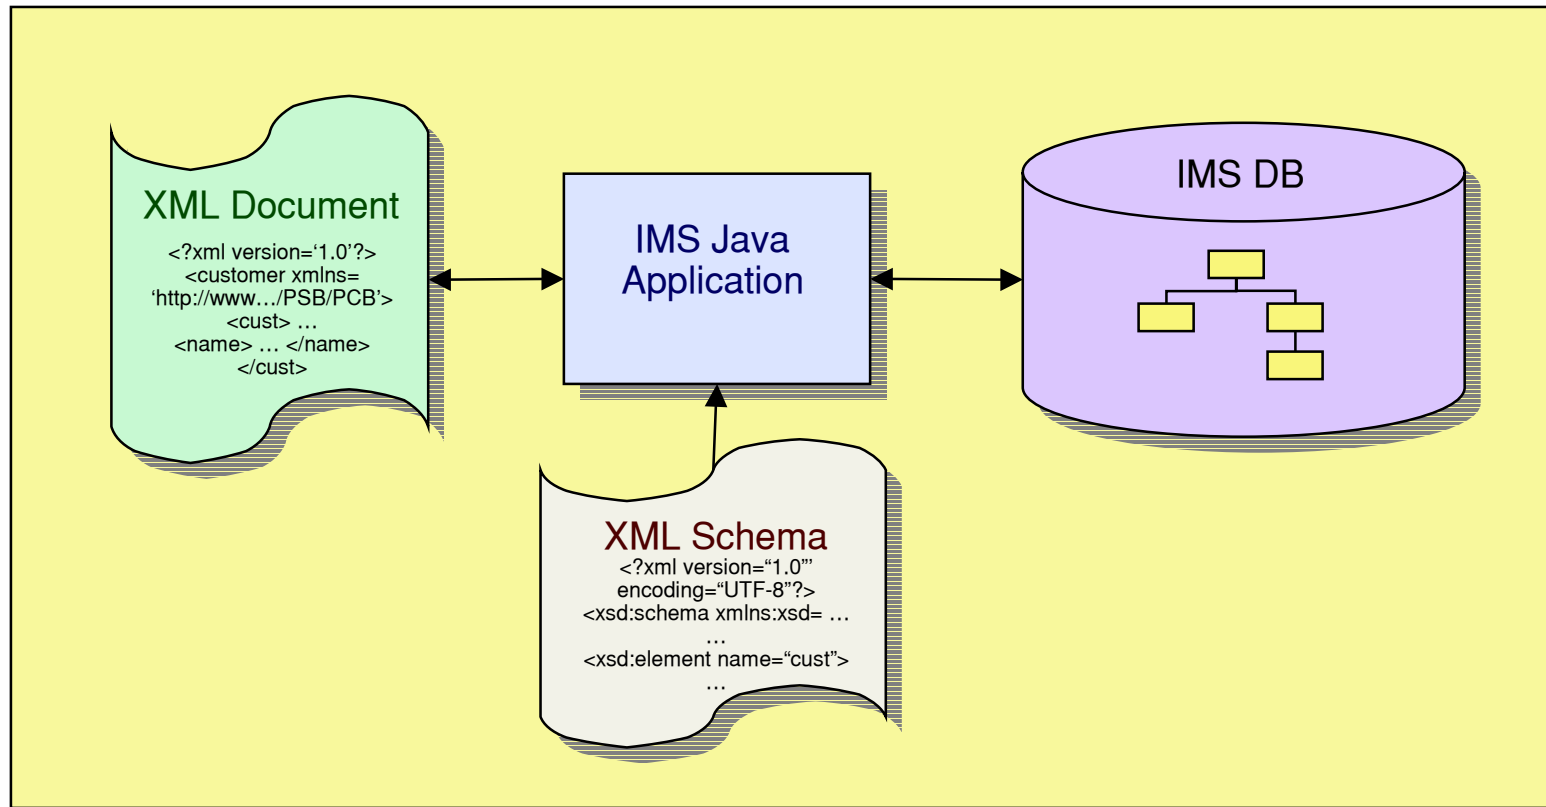 XML Document
<?xml version=‘1.0’?>
<customer xmlns=
‘http://www…/PSB/PCB’>
<cust> …
<name> … </name>
</cust>
IMS Java
Application
IMS DB
XML Schema
<?xml version=“1.0”’
encoding=“UTF-8”?>
<xsd:schema xmlns:xsd= …
…
<xsd:element name=“cust”>
…